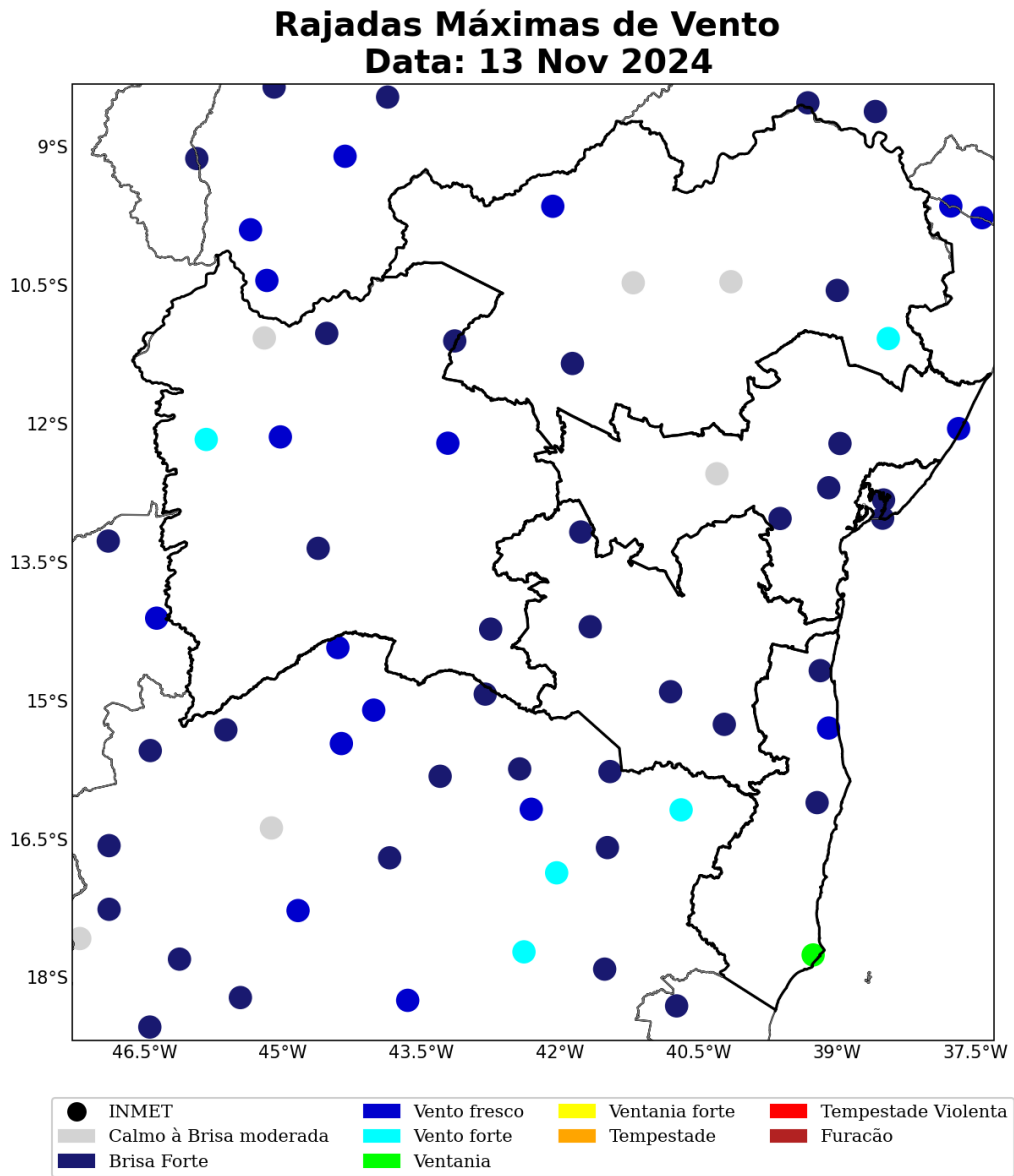 Rajadas Máximas de Vento
Data: 13 Nov 2024
9°S
10.5°S
12°S
13.5°S
15°S
16.5°S
18°S
46.5°W 45°W 43.5°W 42°W 40.5°W 39°W 37.5°W
INMET Vento fresco Ventania forte Tempestade Violenta
Calmo à Brisa moderada Vento forte Tempestade Furacão
Brisa Forte Ventania